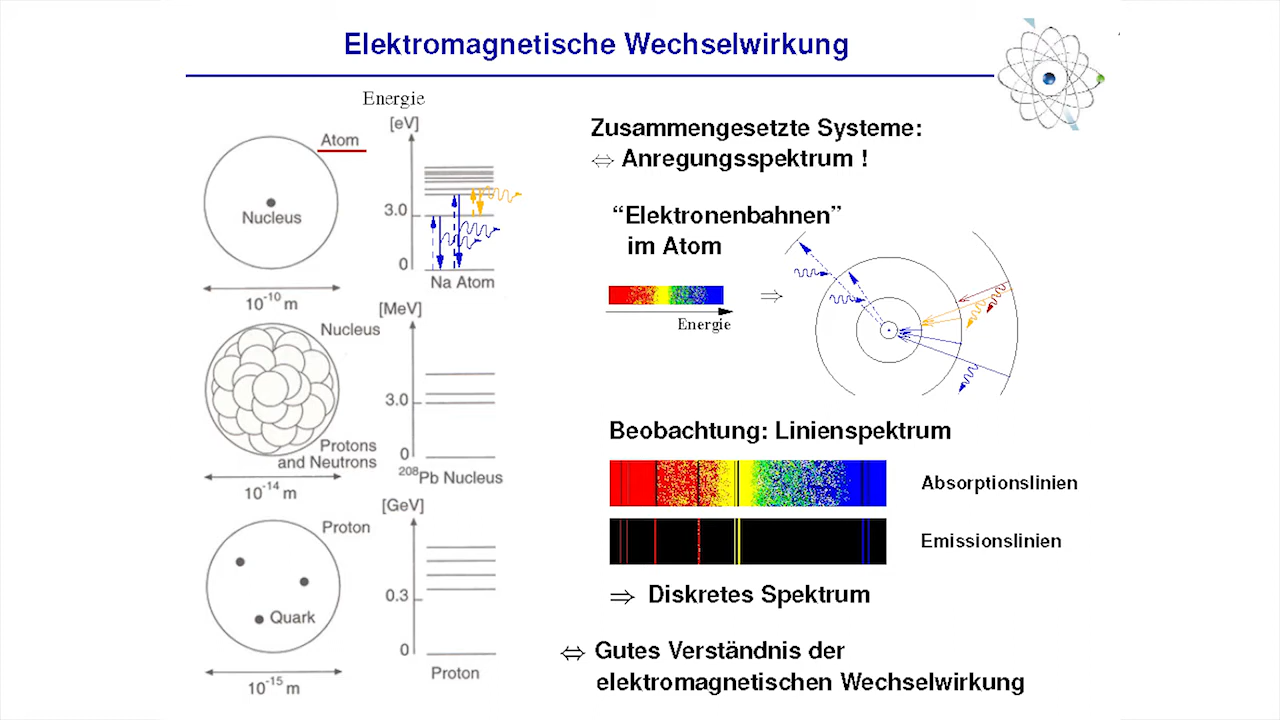 Elektromagnetische Wechselwirkung
Energie
[eV]
Atom
Nucleus
3.0
0
Na Atom
10-10 m
[MeV]
Nucleus
3.0
Protons
and Neutrons
0
208Pb Nucleus
10-14 m
[GeV]
Proton
0.3
Quark
0
Proton
10-15 m
Zusammengesetzte Systeme:
⇔ Anregungsspektrum !
“Elektronenbahnen”
im Atom
⇒
Energie
Beobachtung: Linienspektrum
Absorptionslinien
Emissionslinien
⇒ Diskretes Spektrum
⇔ Gutes Verständnis der
elektromagnetischen Wechselwirkung